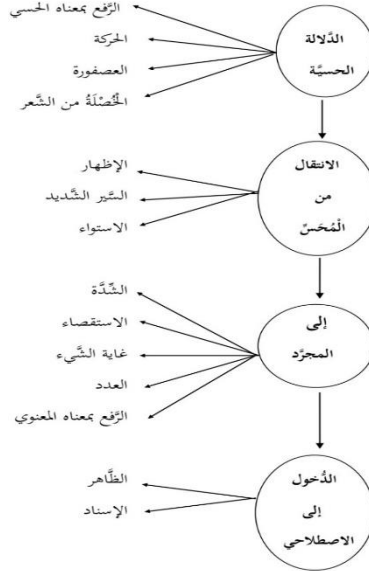 الدَّلالة
الحسيَّة
الرَّفع بمعناه الحسي
الحركة
العصفورة
الْخُصْلَةُ من الشَّعر
الانتقال
من
الْمُحَسِّ
الإظهار
السَّير الشَّديد
الاستواء
إلى
المجرَّد
الشِّدَّة
الاستقصاء
غاية الشَّيء
العدد
الرَّفع بمعناه المعنوي
الدُّخول
إلى
الاصطلاحي
الظَّاهر
الإسناد